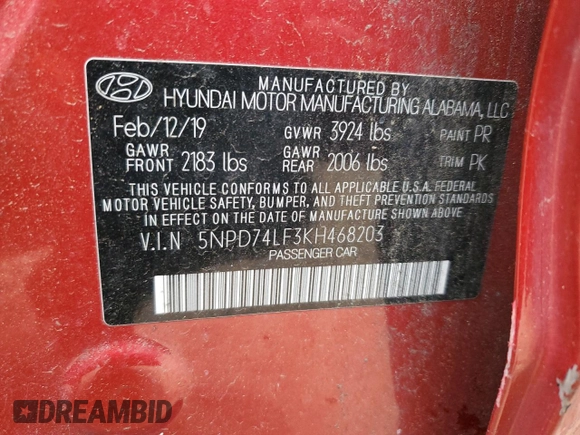 MANUFACTURED BY
HYUNDAI MOTOR MANUFACTURING ALABAMA, LLC
Feb/12/19 GVWR 3924 lbs PAINT PR
GAWR FRONT 2183 lbs GAWR REAR 2006 lbs TRIM PK
THIS VEHICLE CONFORMS TO ALL APPLICABLE U.S.A. FEDERAL
MOTOR VEHICLE SAFETY, BUMPER, AND THEFT PREVENTION STANDARDS
IN EFFECT ON THE DATE OF MANUFACTURE SHOWN ABOVE.
V.I.N 5NPD74LF3KH468203
PASSENGER CAR
DREAMBID